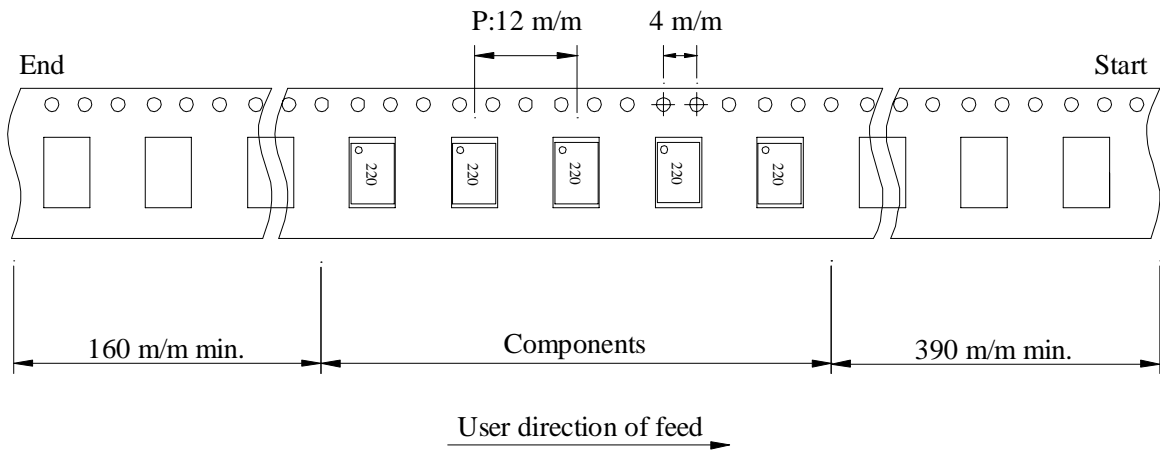 P:12 m/m
4 m/m
End
Start
220
220
220
220
220
160 m/m min.
Components
390 m/m min.
User direction of feed